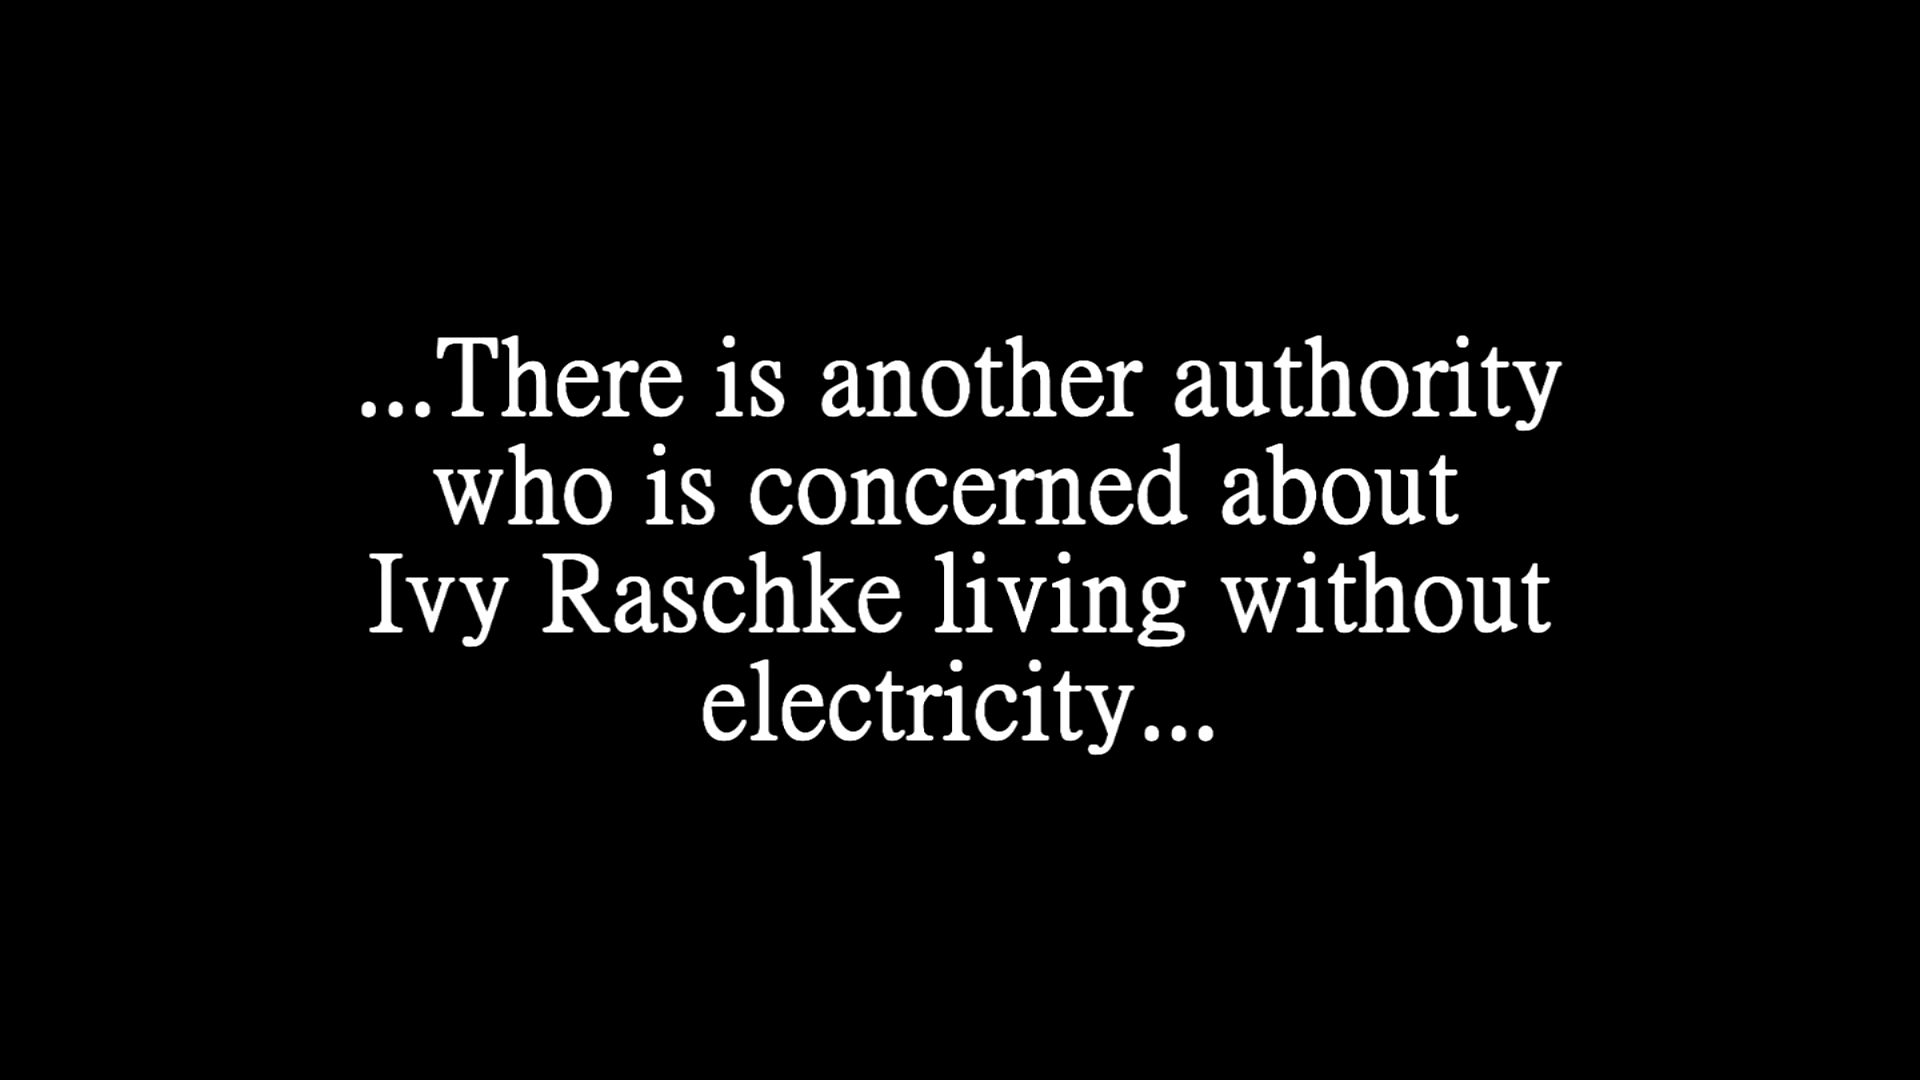 ...There is another authority
who is concerned about
Ivy Raschke living without
electricity...